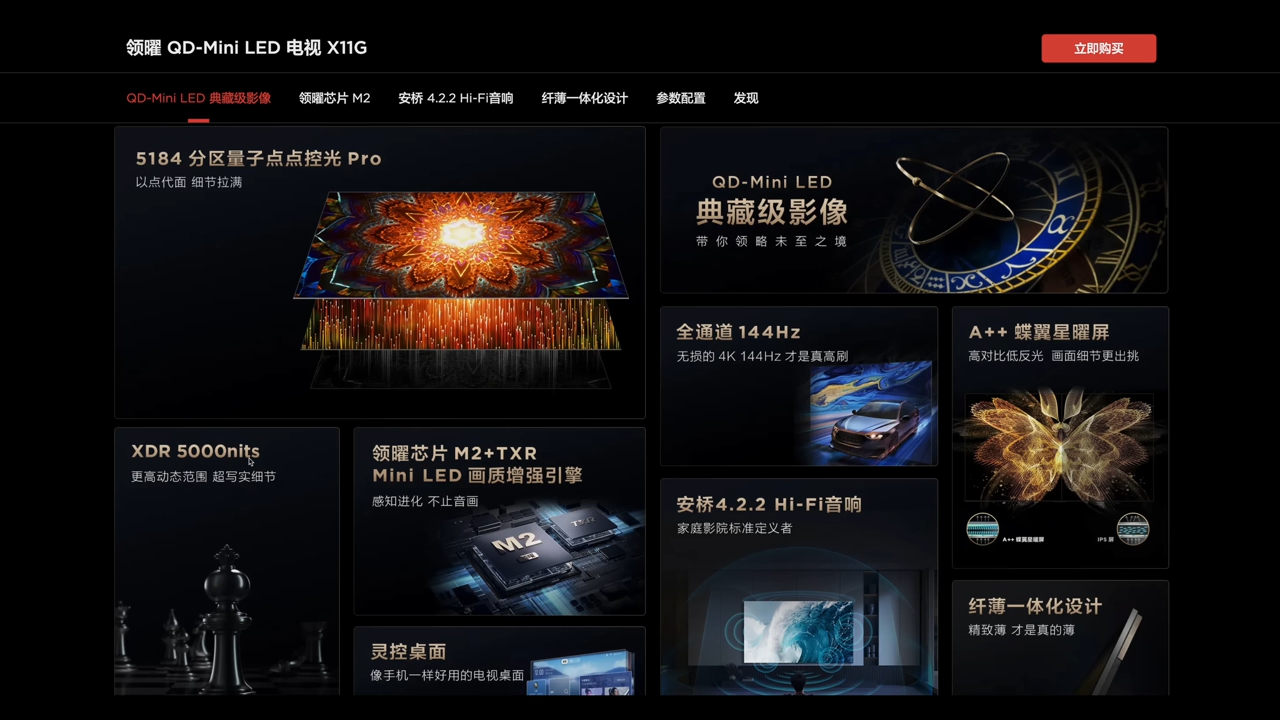 领曜 QD-Mini LED 电视 X11G
立即购买
QD-Mini LED 典藏级影像
领曜芯片 M2
安桥 4.2.2 Hi-Fi音响
纤薄一体化设计
参数配置
发现
5184 分区量子点点控光 Pro
以点代面 细节拉满
QD-Mini LED
典藏级影像
带你领略未至之境
全通道 144Hz
无损的 4K 144Hz 才是真高刷
A++ 蝶翼星曜屏
高对比低反光 画面细节更出挑
A++ 蝶翼星曜屏
IPS 屏
XDR 5000nits
更高动态范围 超写实细节
领曜芯片 M2+TXR
Mini LED 画质增强引擎
感知进化 不止音画
M2
安桥4.2.2 Hi-Fi音响
家庭影院标准定义者
纤薄一体化设计
精致薄 才是真的薄
灵控桌面
像手机一样好用的电视桌面